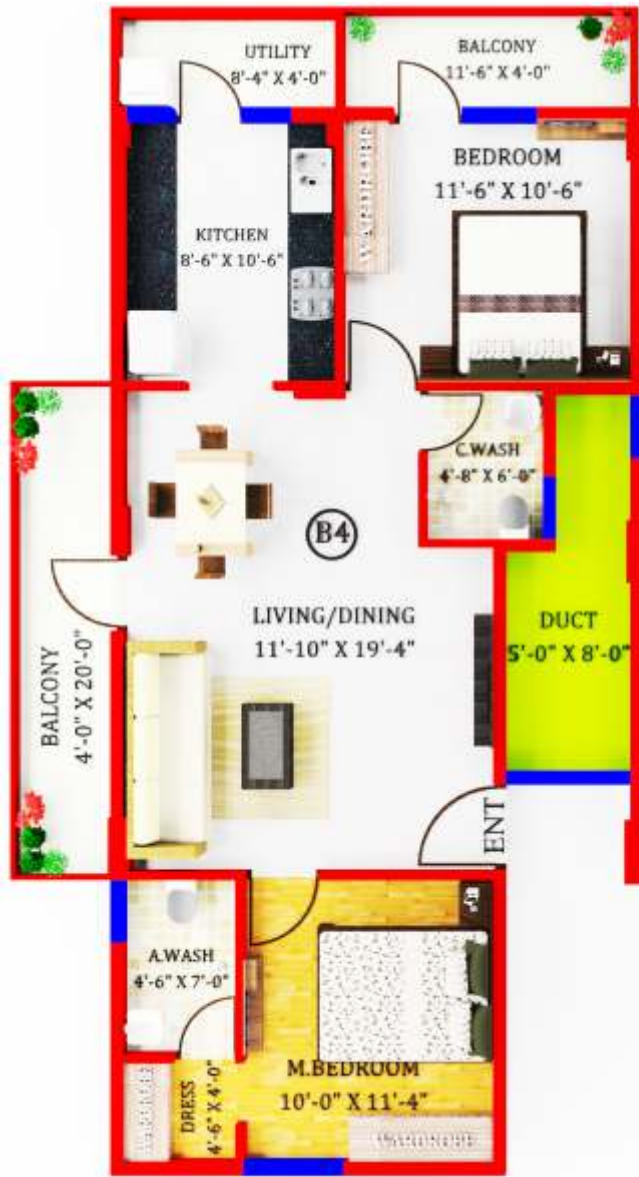 UTILITY
8'-4" X 4'-0"
BALCONY
11'-6" X 4'-0"
BEDROOM
11'-6" X 10'-6"
WARDROBE
KITCHEN
8'-6" X 10'-6"
C.WASH
4'-8" X 6'-0"
B4
LIVING/DINING
11'-10" X 19'-4"
DUCT
5'-0" X 8'-0"
BALCONY
4'-0" X 20'-0"
ENT
A.WASH
4'-6" X 7'-0"
M.BEDROOM
10'-0" X 11'-4"
DRESS
4'-6" X 4'-0"
WARDROBE